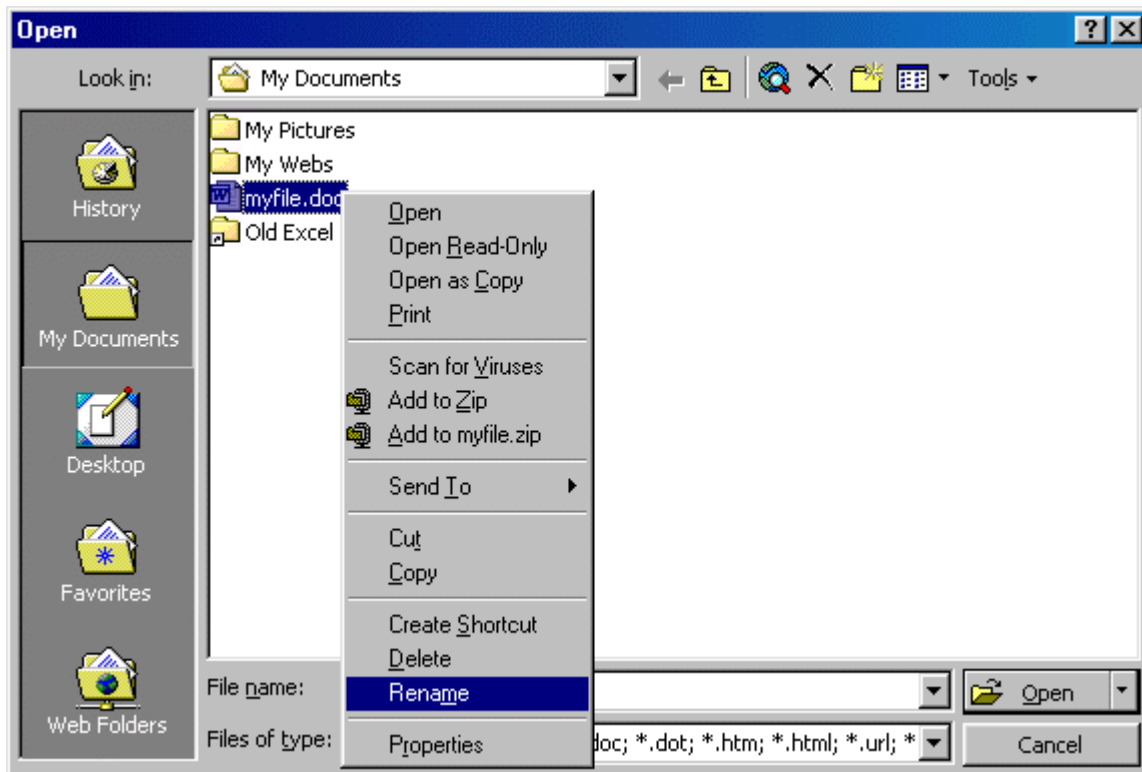 Open
Look in:
My Documents
Tools
History
My Documents
Desktop
Favorites
Web Folders
My Pictures
My Webs
myfile.doc
Old Excel
Open
Open Read-Only
Open as Copy
Print
Scan for Viruses
Add to Zip
Add to myfile.zip
Send To
Cut
Copy
Create Shortcut
Delete
Rename
Properties
File name:
Open
Files of type:
doc; *.dot; *.htm; *.html; *.url; *
Cancel